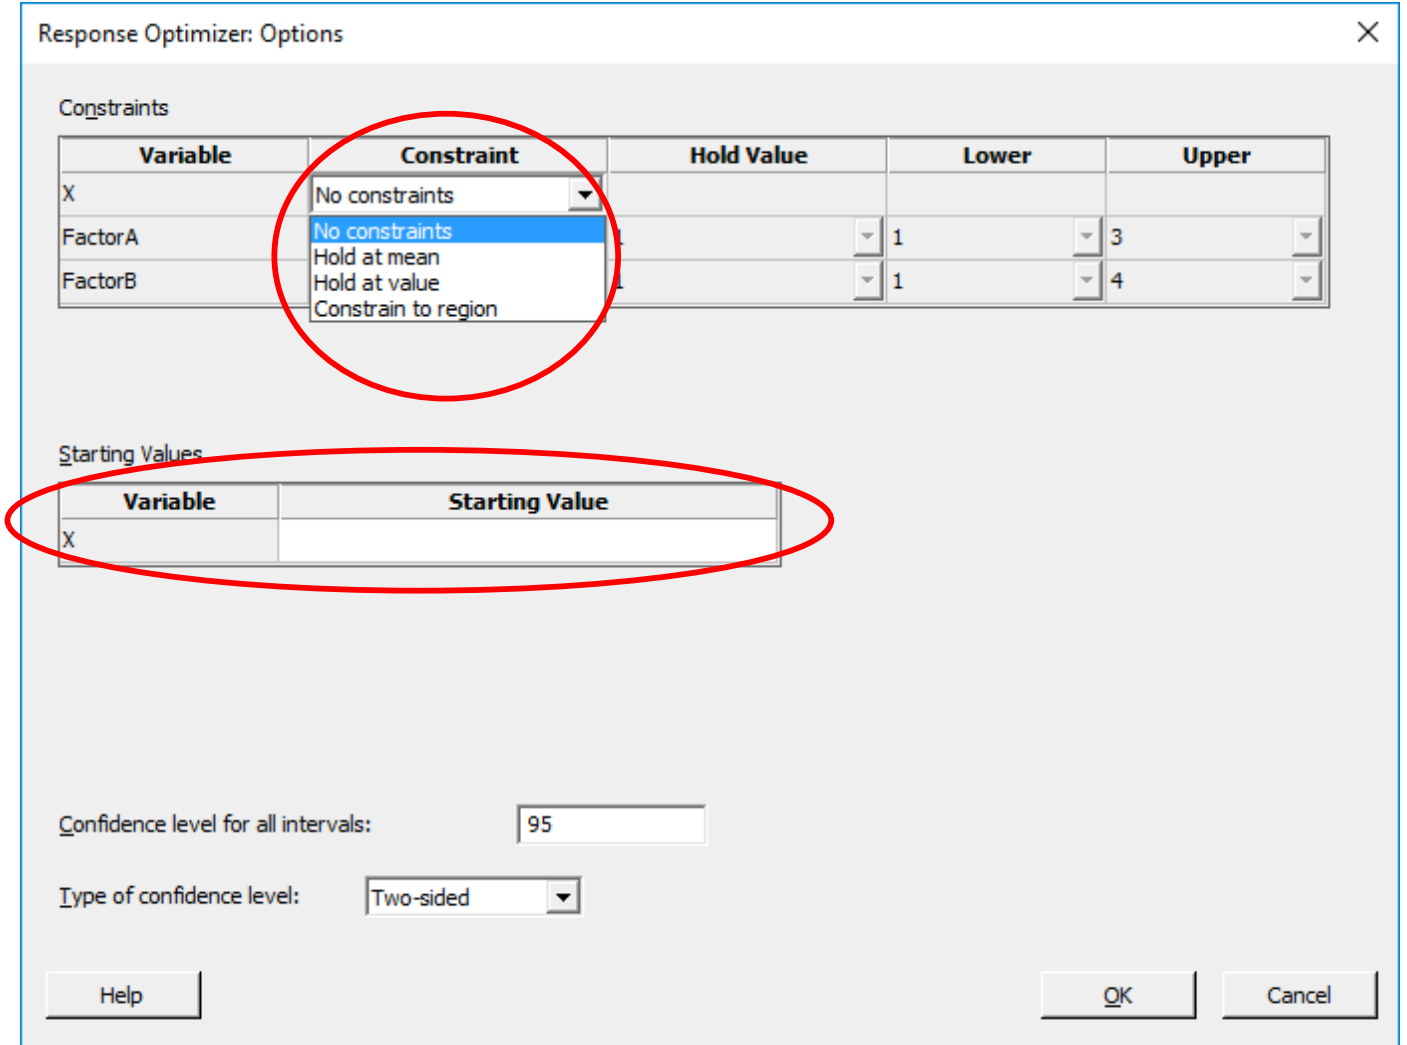 Response Optimizer: Options
Constraints
Variable Constraint Hold Value Lower Upper
X No constraints
No constraints
FactorA 1 1 3
Hold at mean
Hold at value
FactorB 1 1 4
Constrain to region
Starting Values
Variable Starting Value
X
Confidence level for all intervals: 95
Type of confidence level: Two-sided
Help OK Cancel